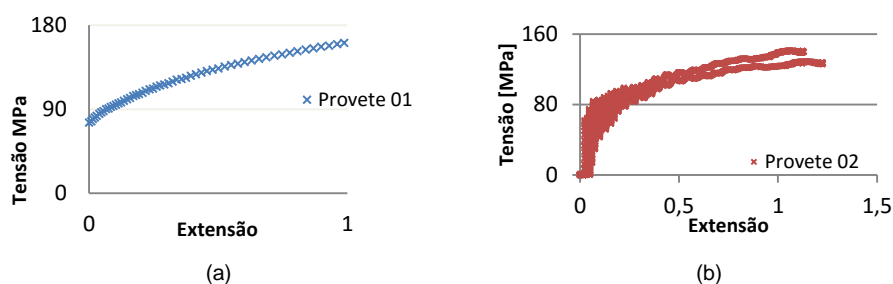 180
90
0
Tensão MPa
Provete 01
0
1
Extensão
(a)
160
80
0
Tensão [MPa]
Provete 02
0
0,5
1
1,5
Extensão
(b)